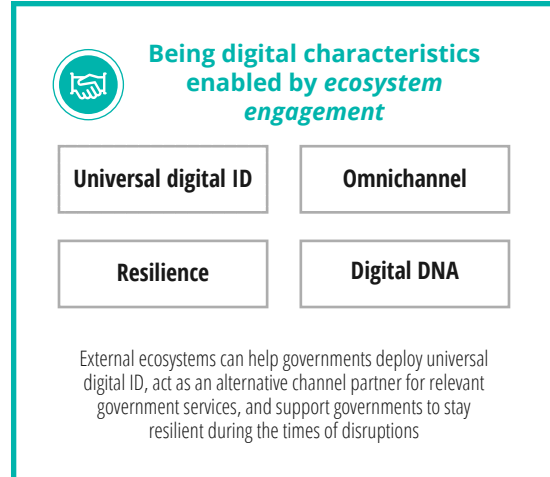 Being digital characteristics
enabled by ecosystem
engagement
Universal digital ID
Omnichannel
Resilience
Digital DNA
External ecosystems can help governments deploy universal
digital ID, act as an alternative channel partner for relevant
government services, and support governments to stay
resilient during the times of disruptions